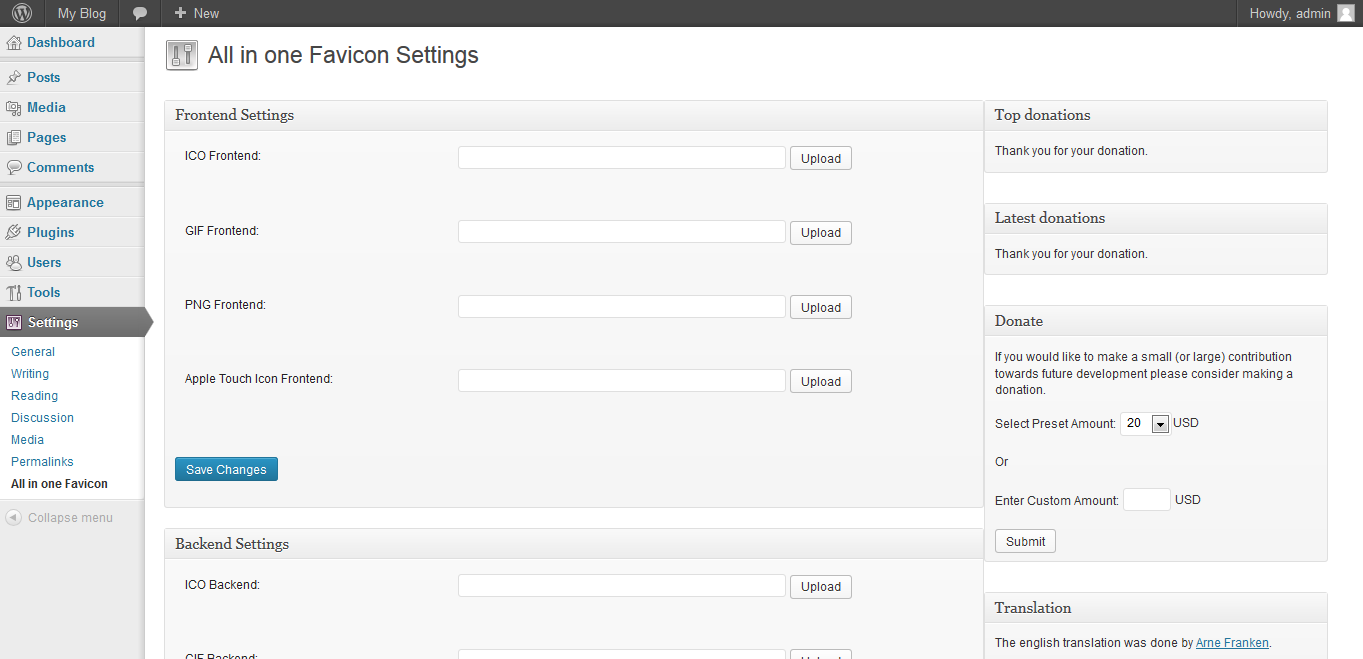 My Blog
New
Howdy, admin
Dashboard
Posts
Media
Pages
Comments
Appearance
Plugins
Users
Tools
Settings
General
Writing
Reading
Discussion
Media
Permalinks
All in one Favicon
Collapse menu
All in one Favicon Settings
Frontend Settings
ICO Frontend:
Upload
GIF Frontend:
Upload
PNG Frontend:
Upload
Apple Touch Icon Frontend:
Upload
Save Changes
Backend Settings
ICO Backend:
Upload
GIF Backend:
Upload
Top donations
Thank you for your donation.
Latest donations
Thank you for your donation.
Donate
If you would like to make a small (or large) contribution
towards future development please consider making a
donation.
Select Preset Amount: 20 USD
Or
Enter Custom Amount: USD
Submit
Translation
The english translation was done by Arne Franken.